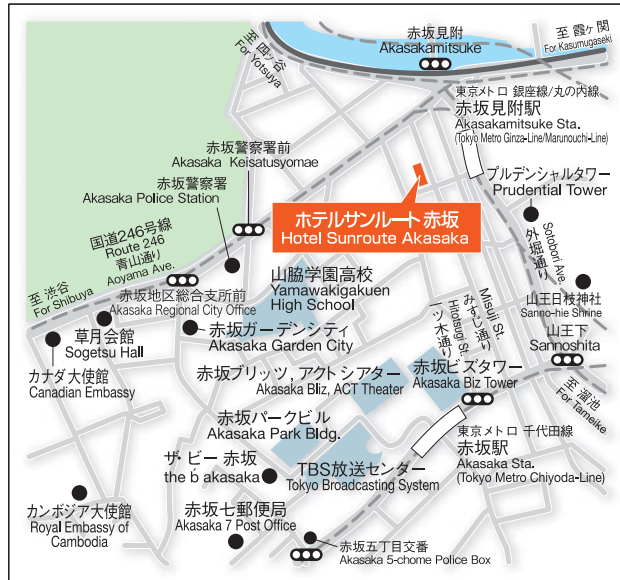 至 四ツ谷
For Yotsuya
赤坂見附
Akasakamitsuke
至 霞ヶ関
For Kasumugaseki
東京メトロ 銀座線/丸の内線
赤坂見附駅
Akasakamitsuke Sta.
(Tokyo Metro Ginza-Line/Marunouchi-Line)
赤坂警察署前
Akasaka Keisatusyomae
赤坂警察署
Akasaka Police Station
プルデンシャルタワー
Prudential Tower
ホテルサンルート 赤坂
Hotel Sunroute Akasaka
国道246号線
Route 246
青山通り
Aoyama Ave.
外堀通り
Sotobori Ave.
至 渋谷
For Shibuya
山脇学園高校
Yamawakigakuen
High School
赤坂地区総合支所前
Akasaka Regional City Office
山王日枝神社
Sanno-hie Shrine
草月会館
Sogetsu Hall
赤坂ガーデンシティ
Akasaka Garden City
Misuji St.
みすじ通り
Hitotsugi St.
一ツ木通り
山王下
Sannoshita
カナダ大使館
Canadian Embassy
赤坂ブリッツ, アクトシアター
Akasaka Bliz, ACT Theater
赤坂ビズタワー
Akasaka Biz Tower
至 溜池
For Tameike
赤坂パークビル
Akasaka Park Bldg.
東京メトロ 千代田線
赤坂駅
Akasaka Sta.
(Tokyo Metro Chiyoda-Line)
ザ・ビー 赤坂
the b akasaka
TBS放送センター
Tokyo Broadcasting System
カンボジア大使館
Royal Embassy of
Cambodia
赤坂七郵便局
Akasaka 7 Post Office
赤坂五丁目交番
Akasaka 5-chome Police Box